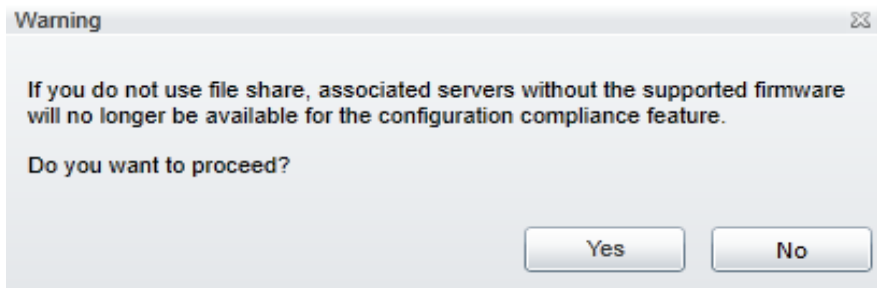 Warning
If you do not use file share, associated servers without the supported firmware
will no longer be available for the configuration compliance feature.
Do you want to proceed?
Yes
No